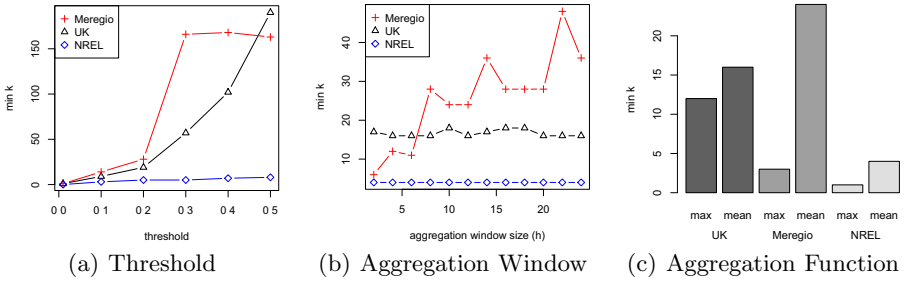 Meregio
UK
NREL
min k
0
50
100
150
0 0
0 1
0 2
0 3
0 4
0 5
threshold
(a) Threshold
Meregio
UK
NREL
min k
10
20
30
40
5
10
15
20
aggregation window size (h)
(b) Aggregation Window
min k
0
5
10
15
20
max mean max mean max mean
UK Meregio NREL
(c) Aggregation Function